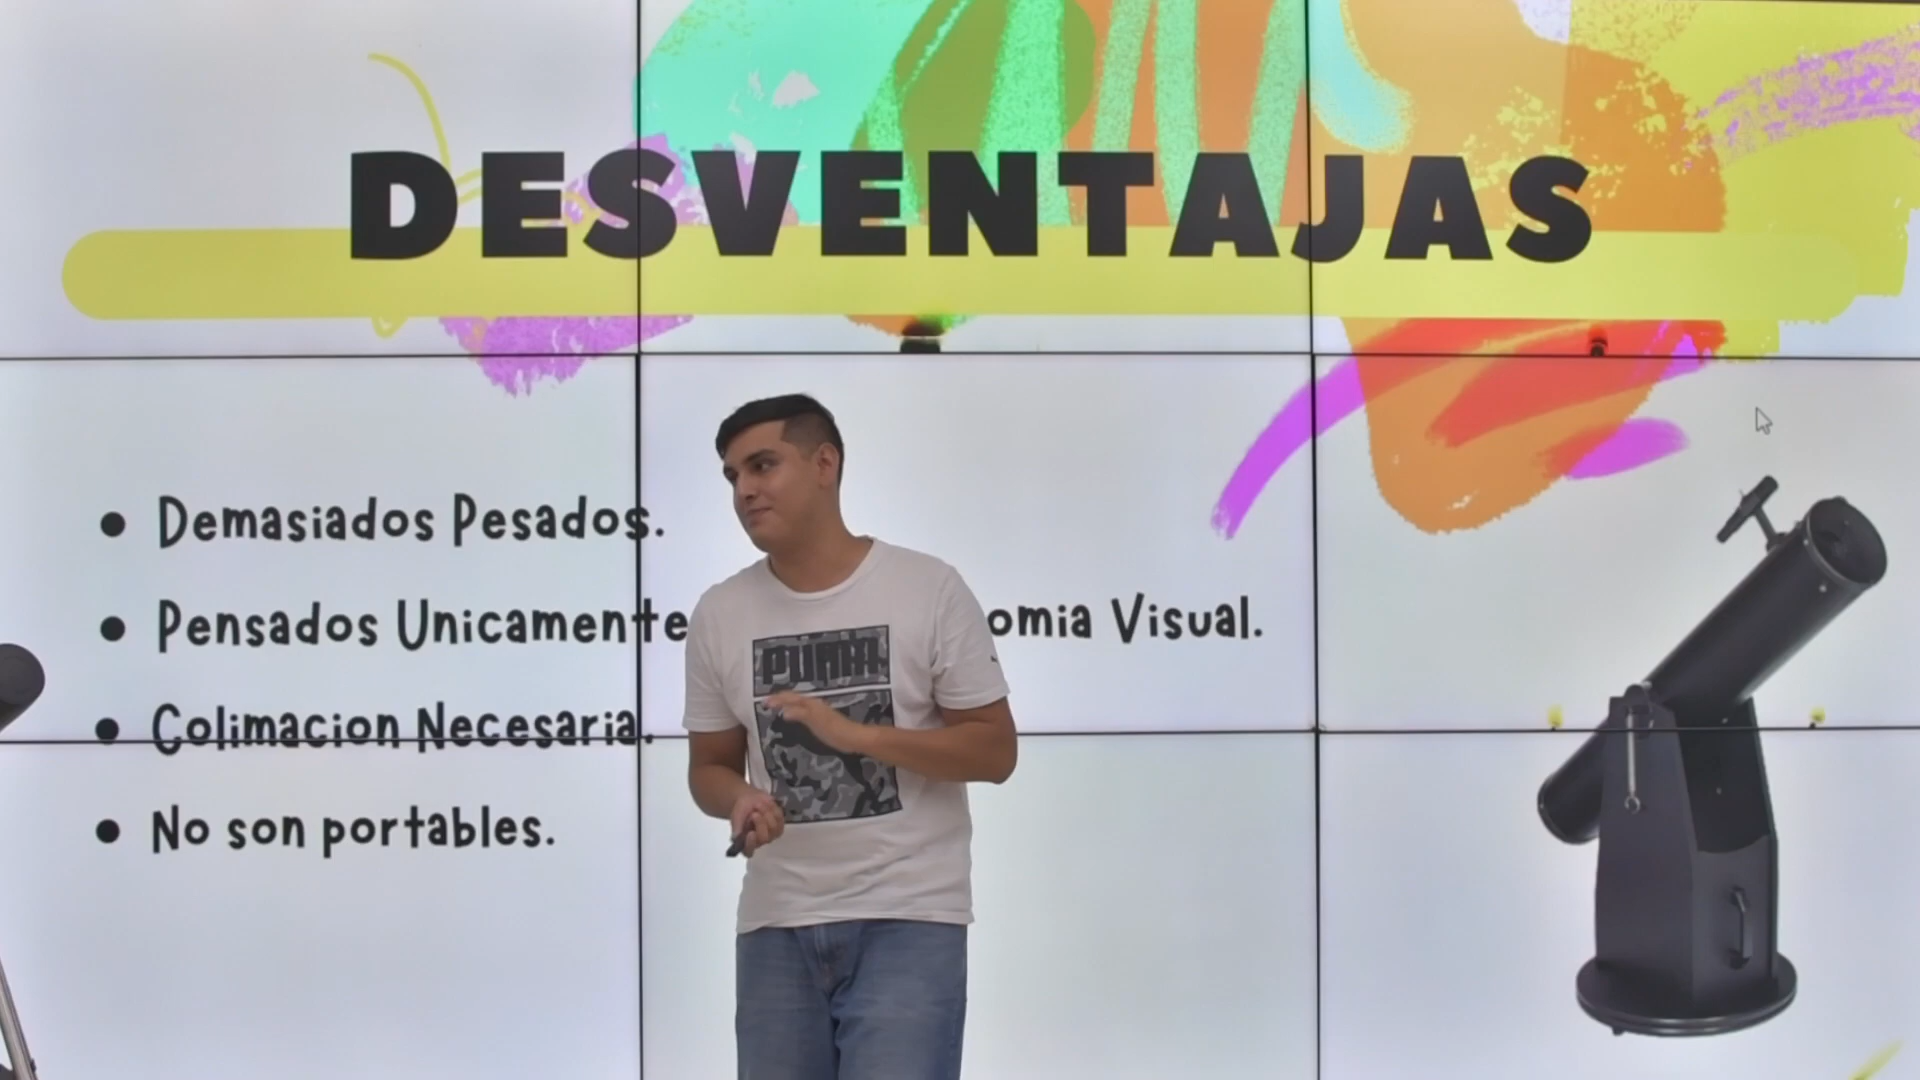 DESVENTAJAS
• Demasiados Pesados.
• Pensados Unicamente omia Visual.
• Colimacion Necesaria.
• No son portables.
PUMA